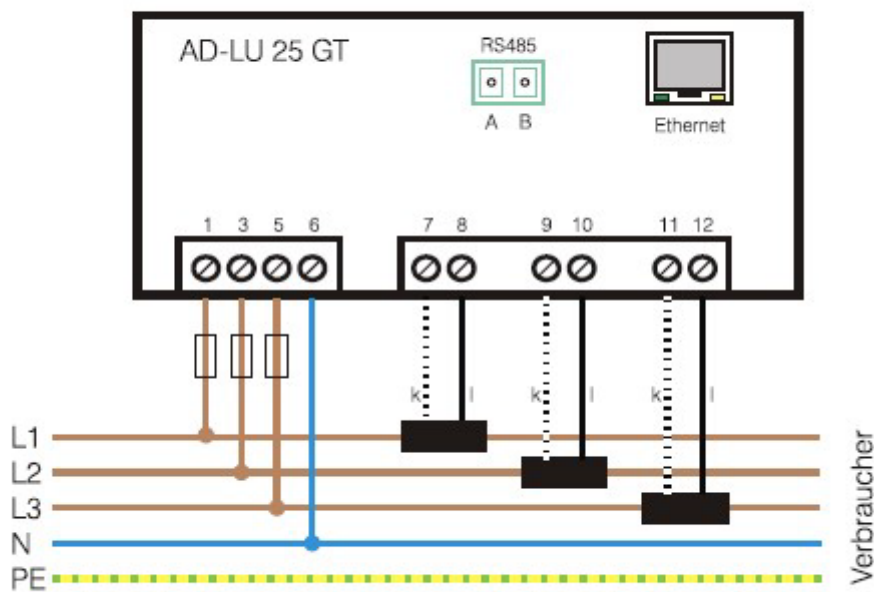 AD-LU 25 GT
RS485
A B
Ethernet
1 3 5 6 7 8 9 10 11 12
k l k l k l
L1
L2
L3
N
PE
Verbraucher